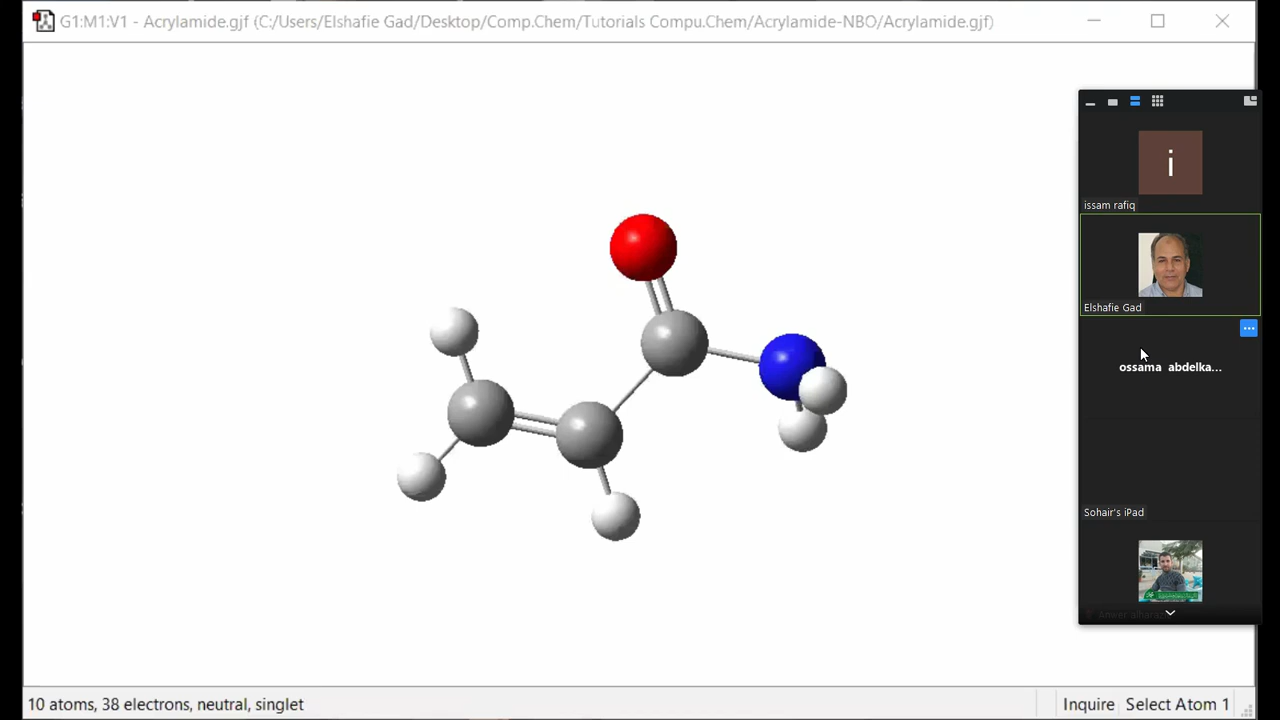 G1:M1:V1 - Acrylamide.gjf (C:/Users/Elshafie Gad/Desktop/Comp.Chem/Tutorials Compu.Chem/Acrylamide-NBO/Acrylamide.gjf)
i
issam rafiq
Elshafie Gad
ossama abdelka...
Sohair's iPad
10 atoms, 38 electrons, neutral, singlet
Inquire Select Atom 1